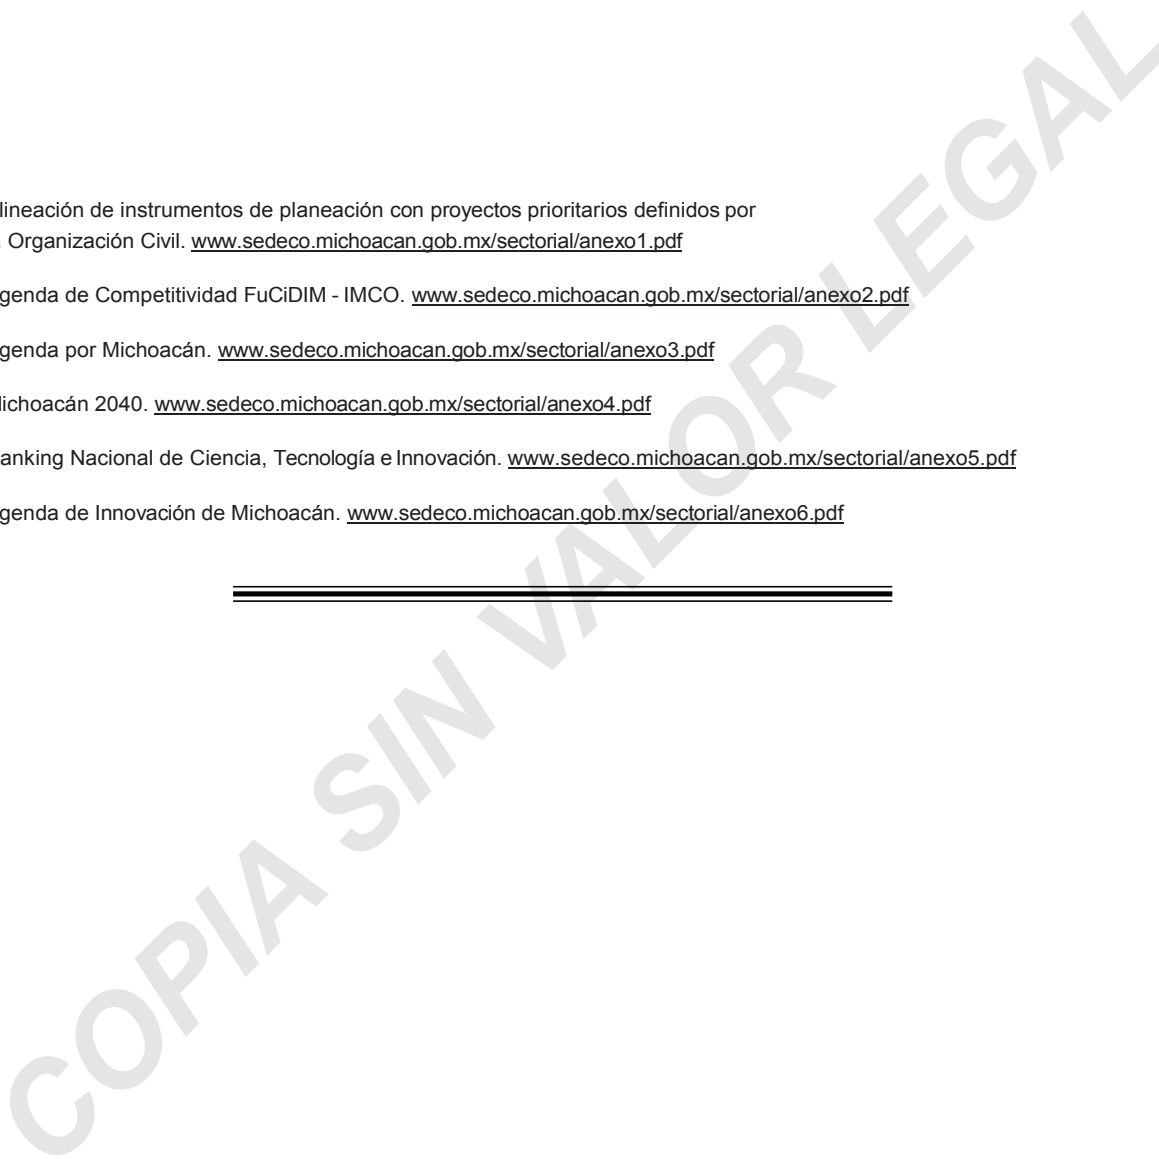 lineación de instrumentos de planeación con proyectos prioritarios definidos por
Organización Civil. www.sedeco.michoacan.gob.mx/sectorial/anexo1.pdf
genda de Competitividad FuCiDIM - IMCO. www.sedeco.michoacan.gob.mx/sectorial/anexo2.pdf
genda por Michoacán. www.sedeco.michoacan.gob.mx/sectorial/anexo3.pdf
ichoacán 2040. www.sedeco.michoacan.gob.mx/sectorial/anexo4.pdf
anking Nacional de Ciencia, Tecnología e Innovación. www.sedeco.michoacan.gob.mx/sectorial/anexo5.pdf
genda de Innovación de Michoacán. www.sedeco.michoacan.gob.mx/sectorial/anexo6.pdf
COPIA SIN VALOR LEGAL